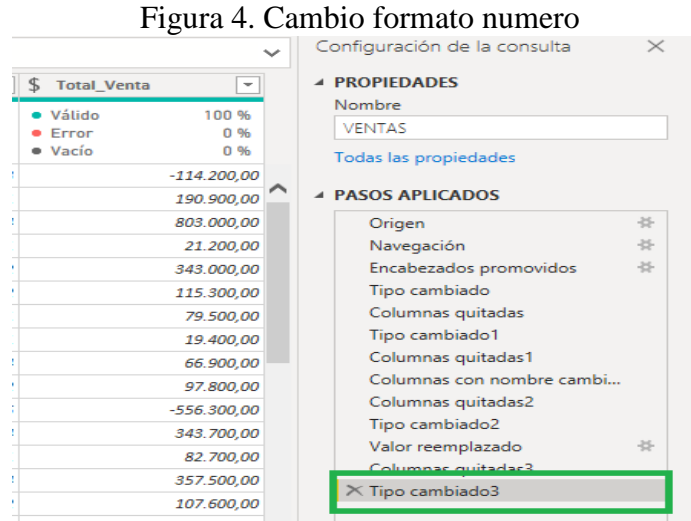 Figura 4. Cambio formato numero
Configuración de la consulta
$ Total_Venta
Válido 100 %
Error 0 %
Vacío 0 %
-114.200,00
190.900,00
803.000,00
21.200,00
343.000,00
115.300,00
79.500,00
19.400,00
66.900,00
97.800,00
-556.300,00
343.700,00
82.700,00
357.500,00
107.600,00
PROPIEDADES
Nombre
VENTAS
Todas las propiedades
PASOS APLICADOS
Origen
Navegación
Encabezados promovidos
Tipo cambiado
Columnas quitadas
Tipo cambiado1
Columnas quitadas1
Columnas con nombre cambi...
Columnas quitadas2
Tipo cambiado2
Valor reemplazado
Columnas quitadas3
Tipo cambiado3